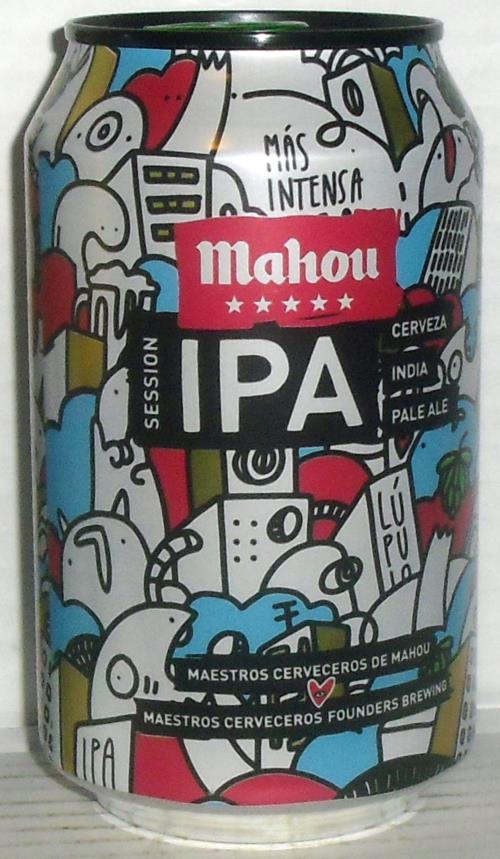 MÁS
INTENSA
Mahou
SESSION
IPA
CERVEZA
INDIA
PALE ALE
LÚ
PU
LO
MAESTROS CERVECEROS DE MAHOU
MAESTROS CERVECEROS FOUNDERS BREWING
IPA